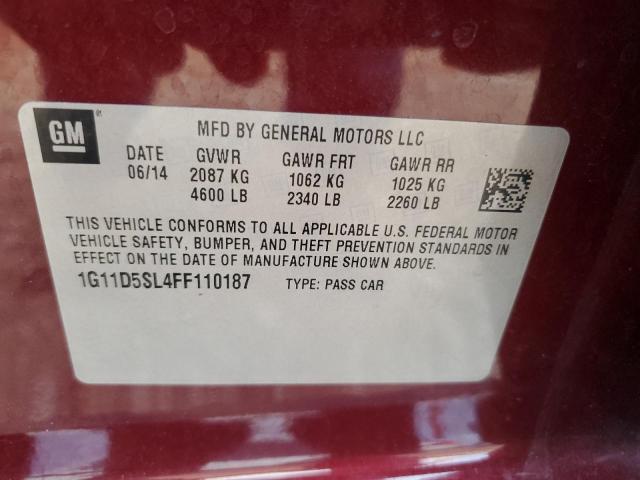 GM
MFD BY GENERAL MOTORS LLC
DATE GVWR GAWR FRT GAWR RR
06/14 2087 KG 1062 KG 1025 KG
4600 LB 2340 LB 2260 LB
THIS VEHICLE CONFORMS TO ALL APPLICABLE U.S. FEDERAL MOTOR
VEHICLE SAFETY, BUMPER, AND THEFT PREVENTION STANDARDS IN
EFFECT ON THE DATE OF MANUFACTURE SHOWN ABOVE.
1G11D5SL4FF110187 TYPE: PASS CAR